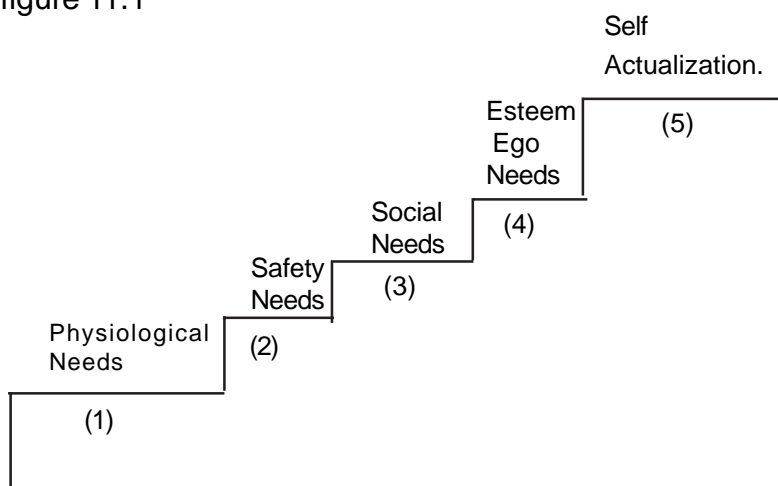 figure 11.1
Self
Actualization.
(5)
Esteem
Ego
Needs
(4)
Social
Needs
(3)
Safety
Needs
(2)
Physiological
Needs
(1)